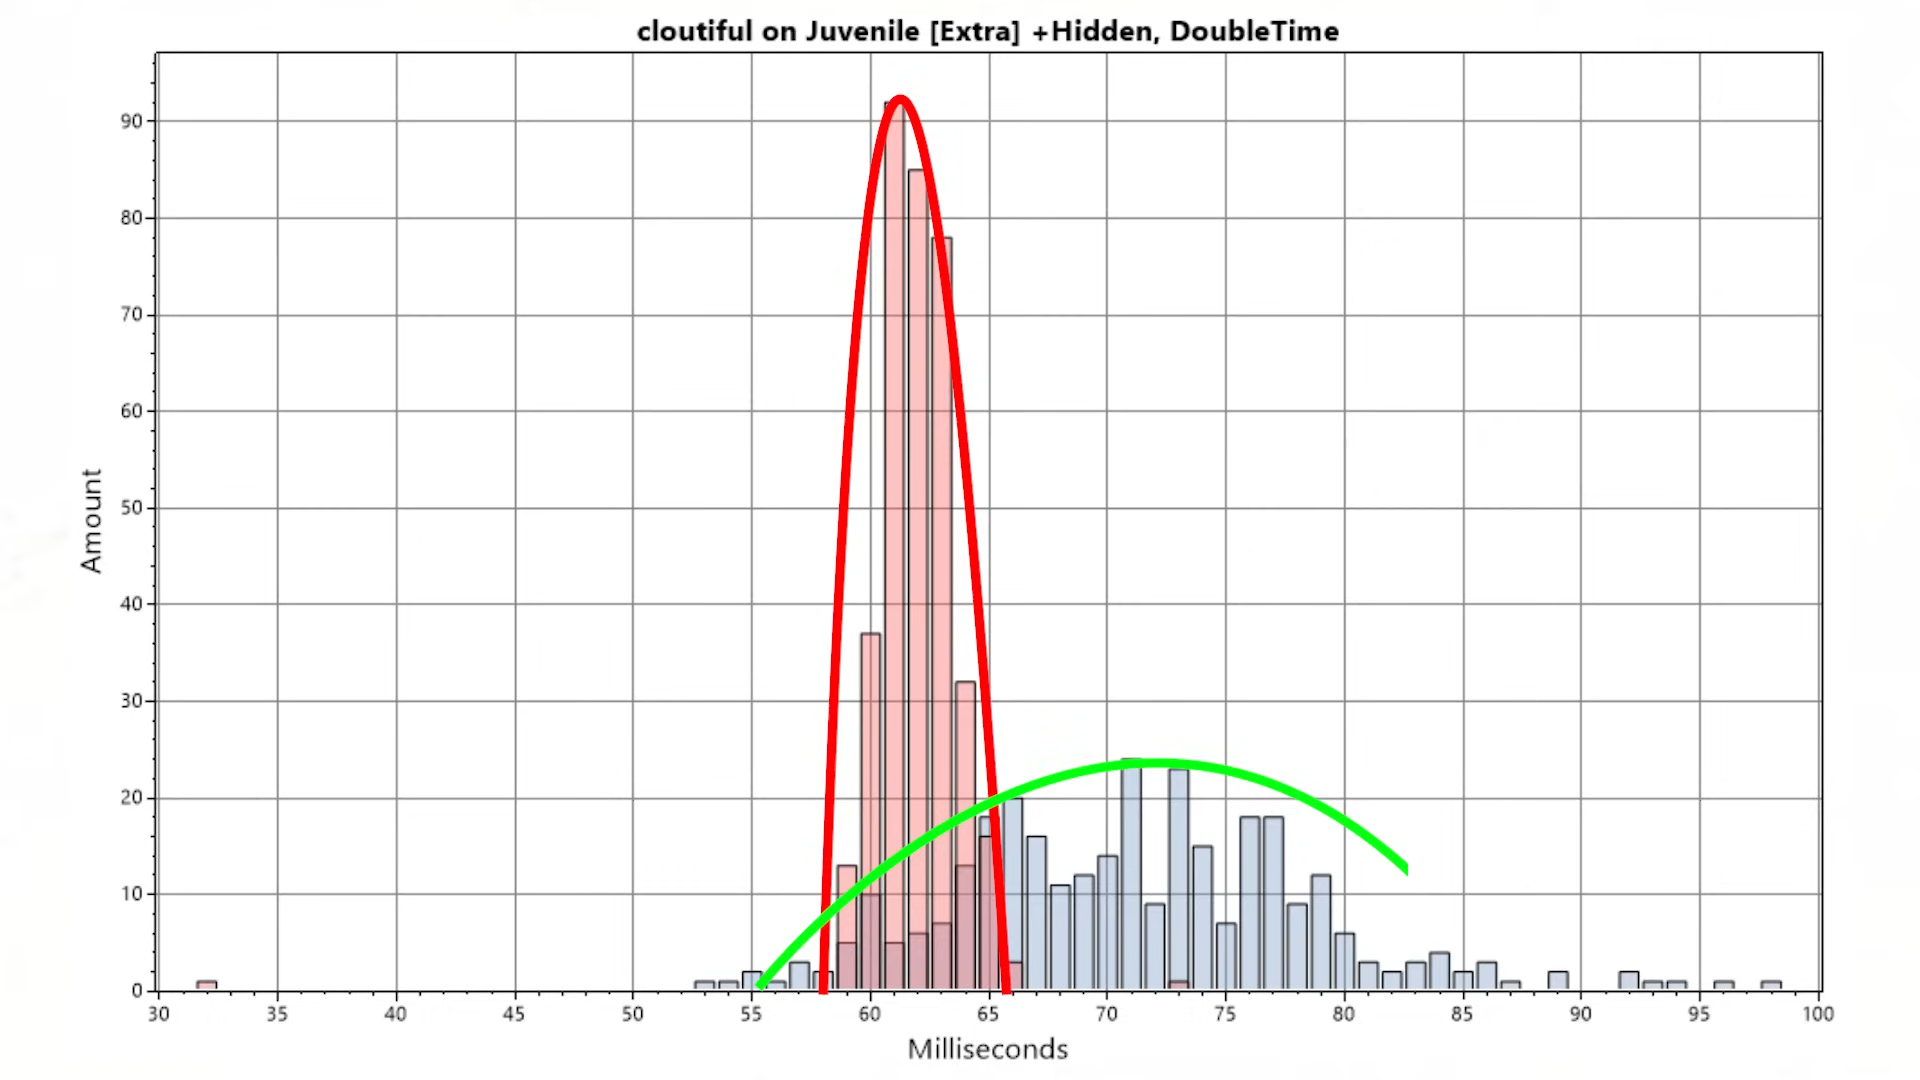 cloutiful on Juvenile [Extra] +Hidden, DoubleTime
90
80
70
60
50
40
30
20
10
0
Amount
30 35 40 45 50 55 60 65 70 75 80 85 90 95 100
Milliseconds